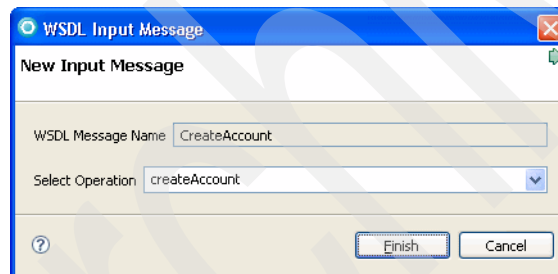 WSDL Input Message
New Input Message
WSDL Message Name CreateAccount
Select Operation createAccount
Finish Cancel